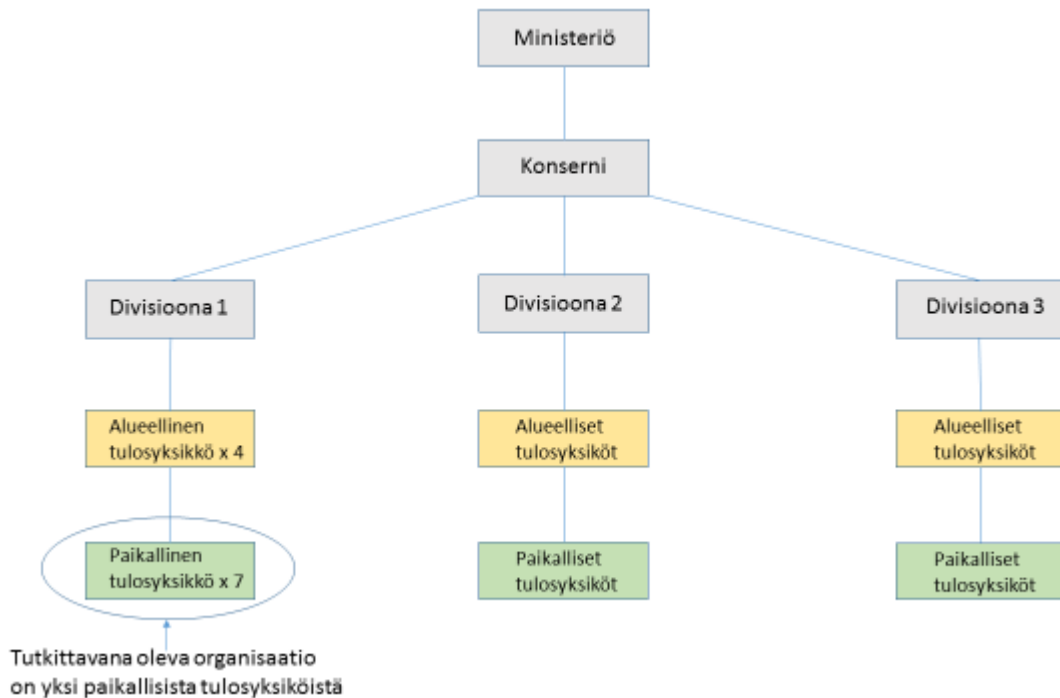 Ministeriö
Konserni
Divisioona 1
Divisioona 2
Divisioona 3
Alueellinen
tulosyksikkö x 4
Alueelliset
tulosyksiköt
Alueelliset
tulosyksiköt
Paikallinen
tulosyksikkö x 7
Paikalliset
tulosyksiköt
Paikalliset
tulosyksiköt
Tutkittavana oleva organisaatio
on yksi paikallisista tulosyksiköistä